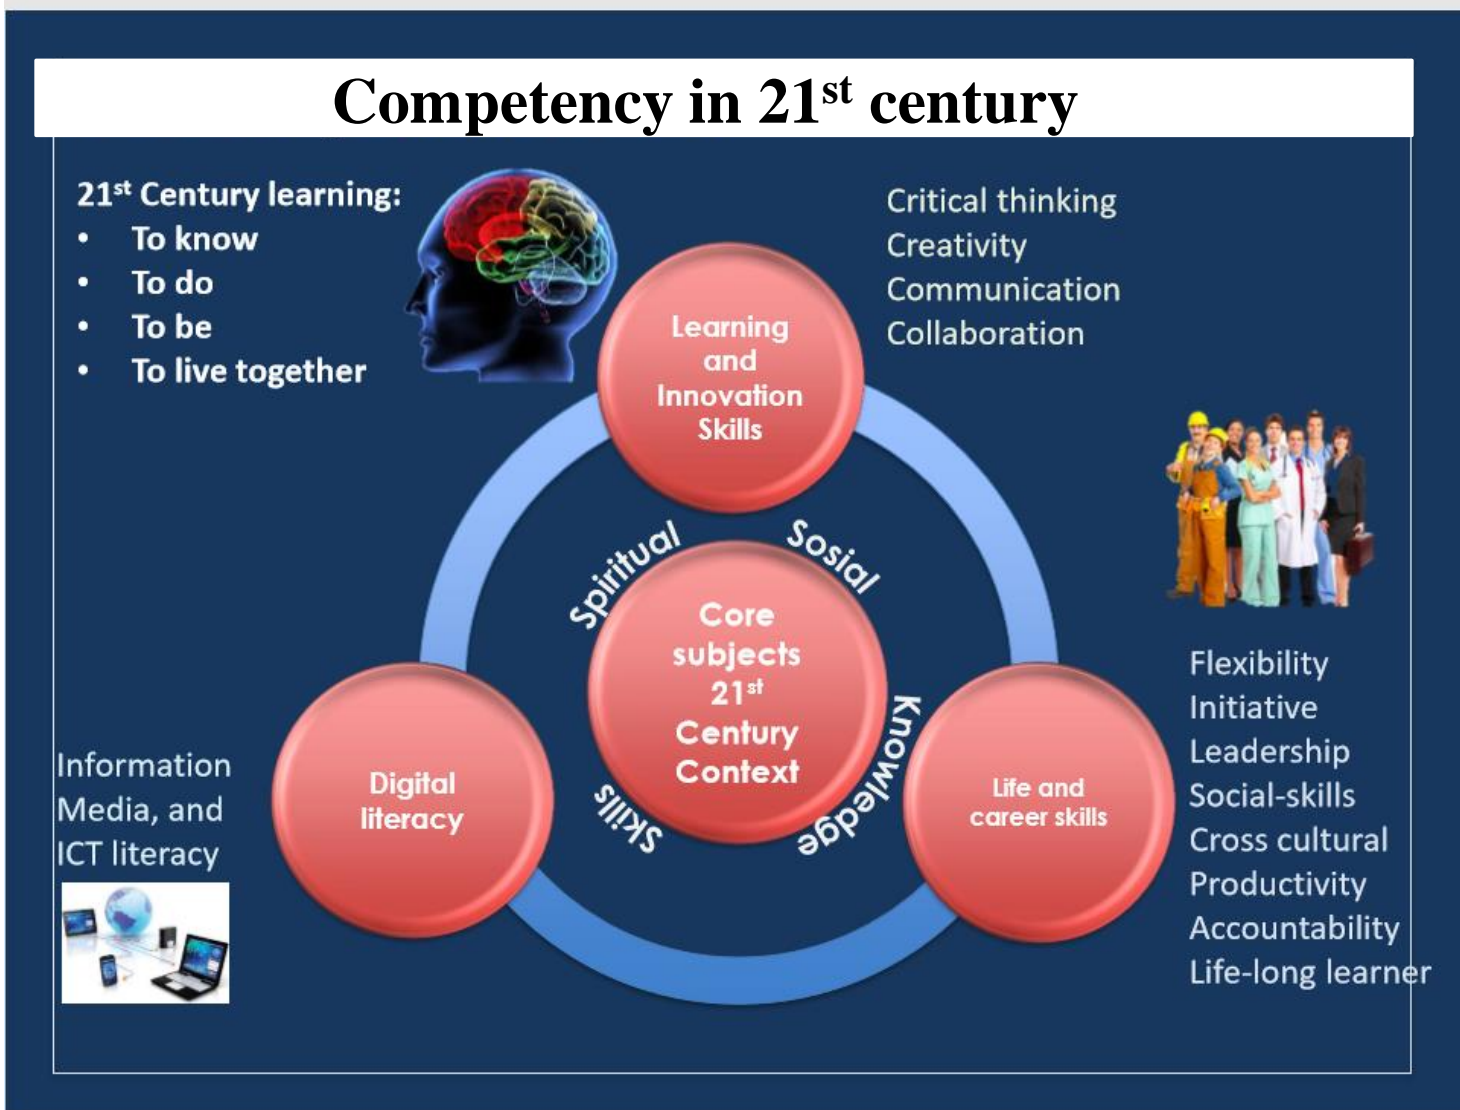 Competency in 21st century
21st Century learning:
• To know
• To do
• To be
• To live together
Critical thinking
Creativity
Communication
Collaboration
Learning
and
Innovation
Skills
Spiritual
Sosial
Core
subjects
21st
Century
Context
Knowledge
Skills
Digital
literacy
Life and
career skills
Information
Media, and
ICT literacy
Flexibility
Initiative
Leadership
Social-skills
Cross cultural
Productivity
Accountability
Life-long learner